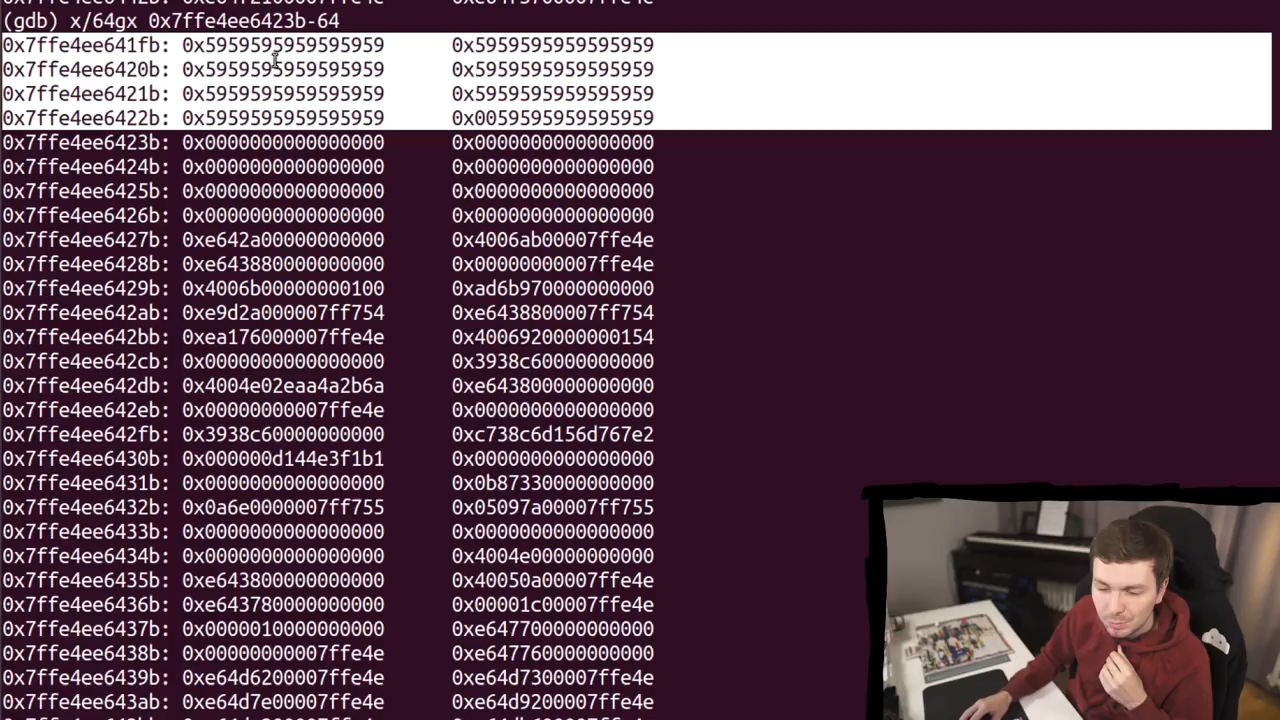 (gdb) x/64gx 0x7ffe4ee6423b-64
0x7ffe4ee641fb: 0x5959595959595959 0x5959595959595959
0x7ffe4ee6420b: 0x5959595959595959 0x5959595959595959
0x7ffe4ee6421b: 0x5959595959595959 0x5959595959595959
0x7ffe4ee6422b: 0x5959595959595959 0x0059595959595959
0x7ffe4ee6423b: 0x0000000000000000 0x0000000000000000
0x7ffe4ee6424b: 0x0000000000000000 0x0000000000000000
0x7ffe4ee6425b: 0x0000000000000000 0x0000000000000000
0x7ffe4ee6426b: 0x0000000000000000 0x0000000000000000
0x7ffe4ee6427b: 0xe642a00000000000 0x4006ab00007ffe4e
0x7ffe4ee6428b: 0xe643880000000000 0x00000000007ffe4e
0x7ffe4ee6429b: 0x4006b00000000100 0xad6b970000000000
0x7ffe4ee642ab: 0xe9d2a000007ff754 0xe6438800007ff754
0x7ffe4ee642bb: 0xea176000007ffe4e 0x4006920000000154
0x7ffe4ee642cb: 0x0000000000000000 0x3938c60000000000
0x7ffe4ee642db: 0x4004e02eaa4a2b6a 0xe643800000000000
0x7ffe4ee642eb: 0x00000000007ffe4e 0x0000000000000000
0x7ffe4ee642fb: 0x3938c60000000000 0xc738c6d156d767e2
0x7ffe4ee6430b: 0x000000d144e3f1b1 0x0000000000000000
0x7ffe4ee6431b: 0x0000000000000000 0x0b87330000000000
0x7ffe4ee6432b: 0x0a6e0000007ff755 0x05097a00007ff755
0x7ffe4ee6433b: 0x0000000000000000 0x0000000000000000
0x7ffe4ee6434b: 0x0000000000000000 0x4004e00000000000
0x7ffe4ee6435b: 0xe643800000000000 0x40050a00007ffe4e
0x7ffe4ee6436b: 0xe643780000000000 0x00001c00007ffe4e
0x7ffe4ee6437b: 0x0000010000000000 0xe647700000000000
0x7ffe4ee6438b: 0x00000000007ffe4e 0xe647760000000000
0x7ffe4ee6439b: 0xe64d6200007ffe4e 0xe64d7300007ffe4e
0x7ffe4ee643ab: 0xe64d7e00007ffe4e 0xe64d9200007ffe4e